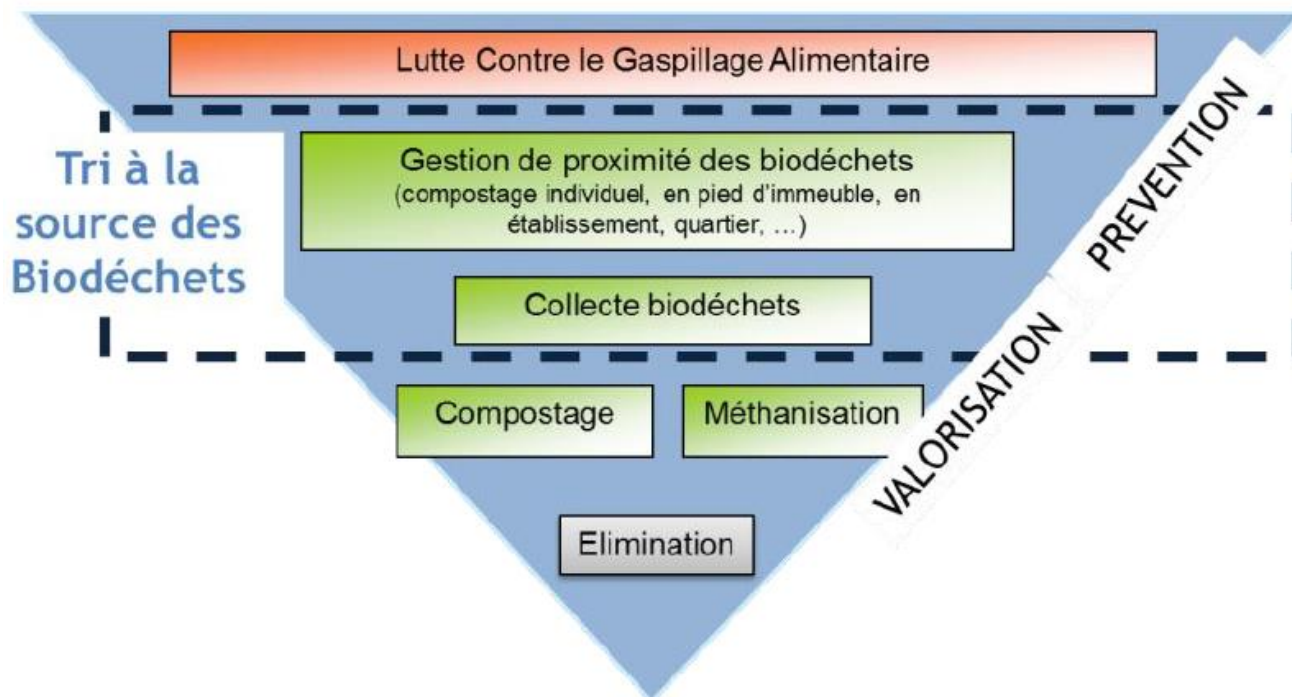 Lutte Contre le Gaspillage Alimentaire
Tri à la
source des
Biodéchets
Gestion de proximité des biodéchets
(compostage individuel, en pied d'immeuble, en
établissement, quartier, ...)
Collecte biodéchets
PREVENTION
Compostage
Méthanisation
VALORISATION
Elimination